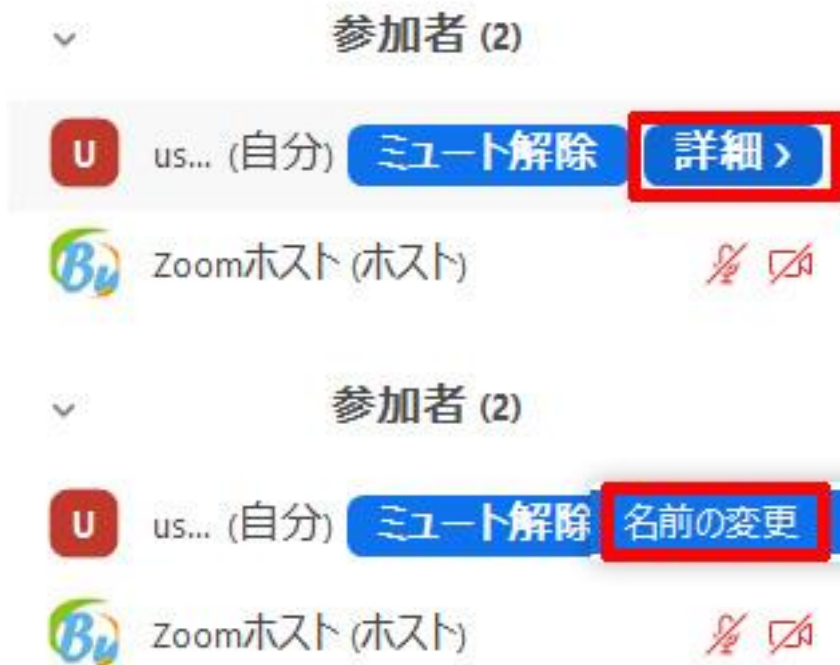 参加者 (2)
U us... (自分) ミュート解除 詳細 >
Bu Zoomホスト (ホスト)
参加者 (2)
U us... (自分) ミュート解除 名前の変更
Bu Zoomホスト (ホスト)